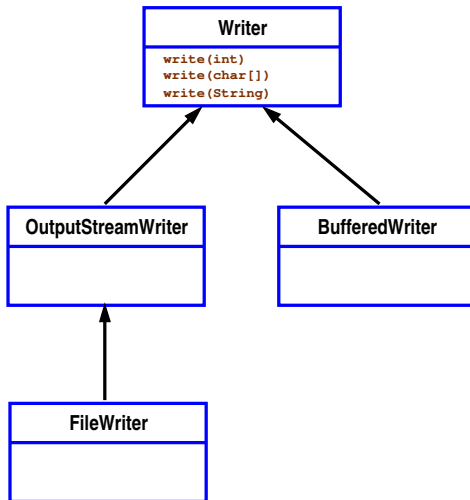 Writer
write(int)
write(char[])
write(String)
OutputStreamWriter
BufferedWriter
FileWriter